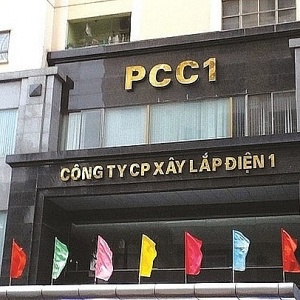 PCC1
CÔNG TY CP XÂY LẮP ĐIỆN 1